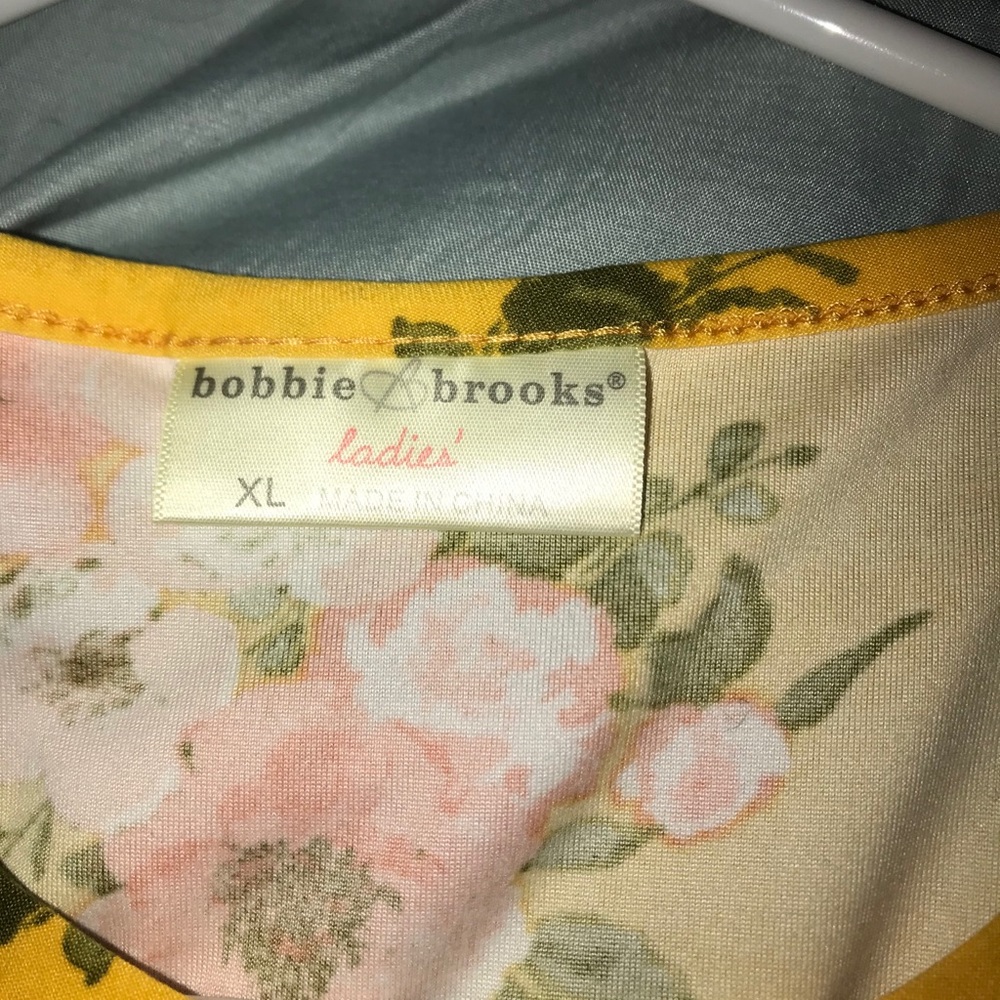 bobbie & brooks®
ladies'
XL MADE IN CHINA